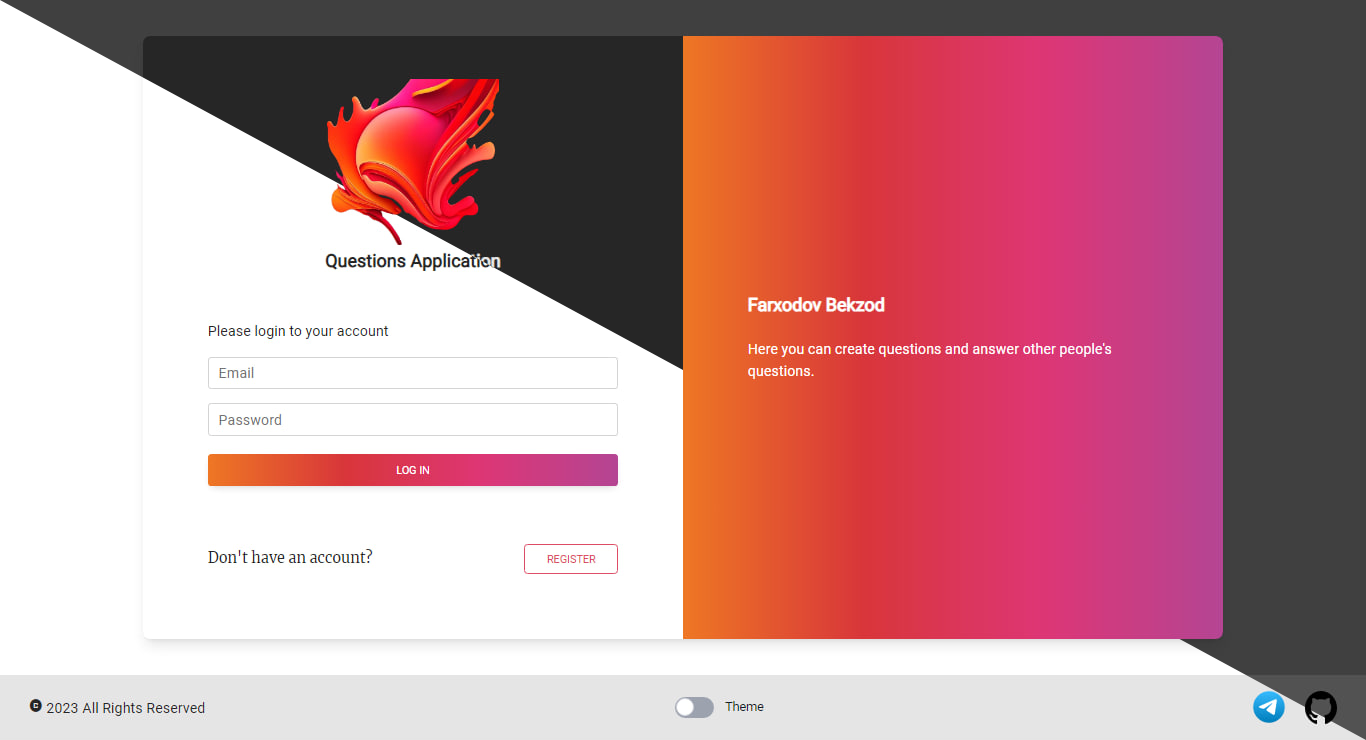 Questions Application
Please login to your account
Email
Password
LOG IN
Don't have an account?
REGISTER
Farxodov Bekzod
Here you can create questions and answer other people's
questions.
© 2023 All Rights Reserved
Theme